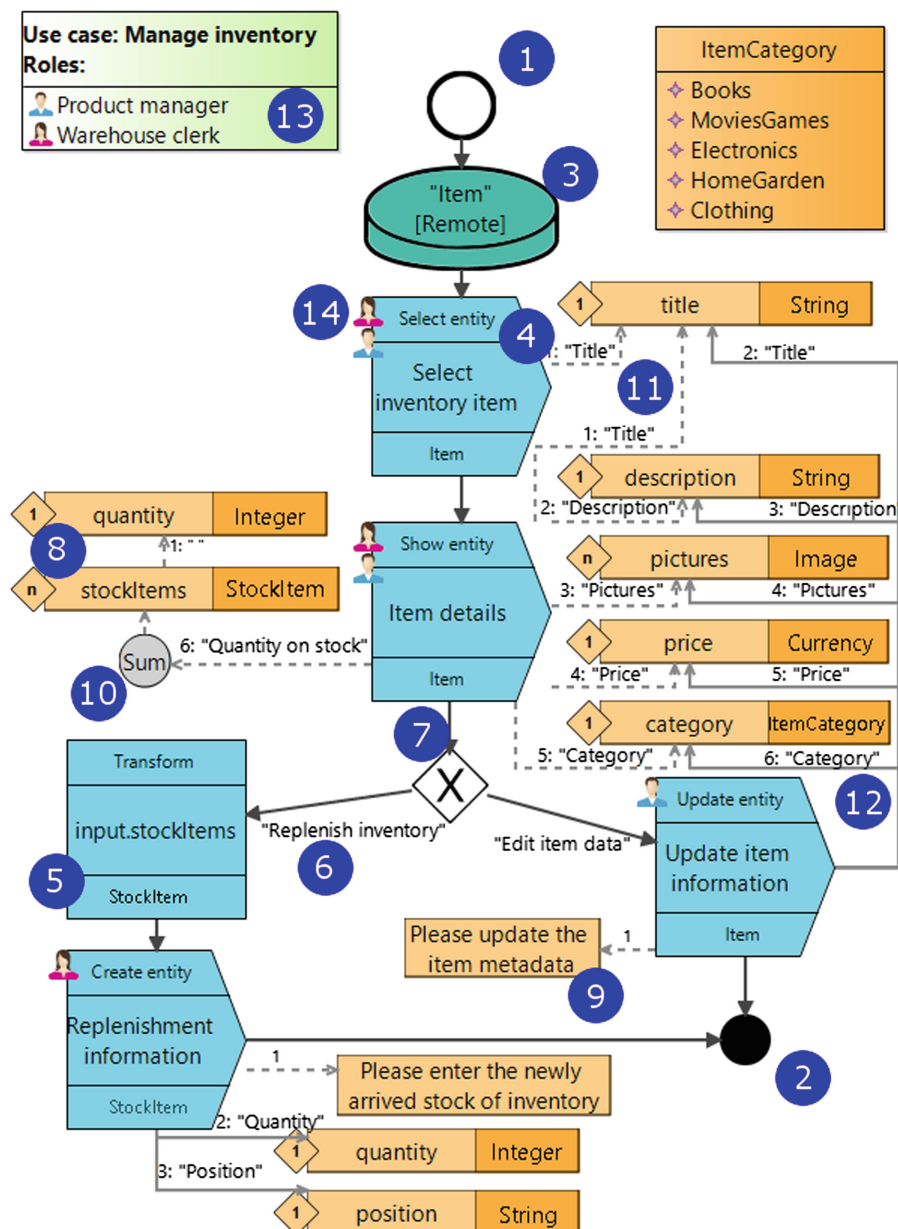 Use case: Manage inventory
Roles:
Product manager
Warehouse clerk
13
1
ItemCategory
Books
MoviesGames
Electronics
HomeGarden
Clothing
3
"Item"
[Remote]
14
Select entity
4
Select
inventory item
Item
1: "Title"
11
1
title
String
2: "Title"
1: "Title"
1
description
String
2: "Description"
3: "Description"
1
quantity
Integer
8
1: " "
n
stockItems
StockItem
Sum
10
6: "Quantity on stock"
Show entity
Item details
Item
n
pictures
Image
3: "Pictures"
4: "Pictures"
1
price
Currency
4: "Price"
5: "Price"
1
category
ItemCategory
5: "Category"
6: "Category"
7
X
12
Transform
input.stockItems
StockItem
5
"Replenish inventory"
6
"Edit item data"
Update entity
Update item
information
Item
1
Please update the
item metadata
9
Create entity
Replenishment
information
StockItem
2
1
Please enter the newly
arrived stock of inventory
2: "Quantity"
1
quantity
Integer
3: "Position"
1
position
String